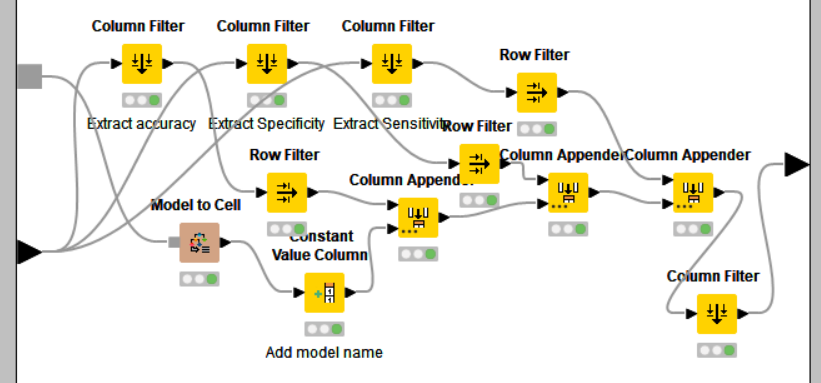 Column Filter
Column Filter
Column Filter
Row Filter
Extract accuracy
Extract Specificity
Extract Sensitivity
Row Filter
Row Filter
Column Appender
Column Appender
Column Appender
Model to Cell
Constant
Value Column
Column Filter
Add model name